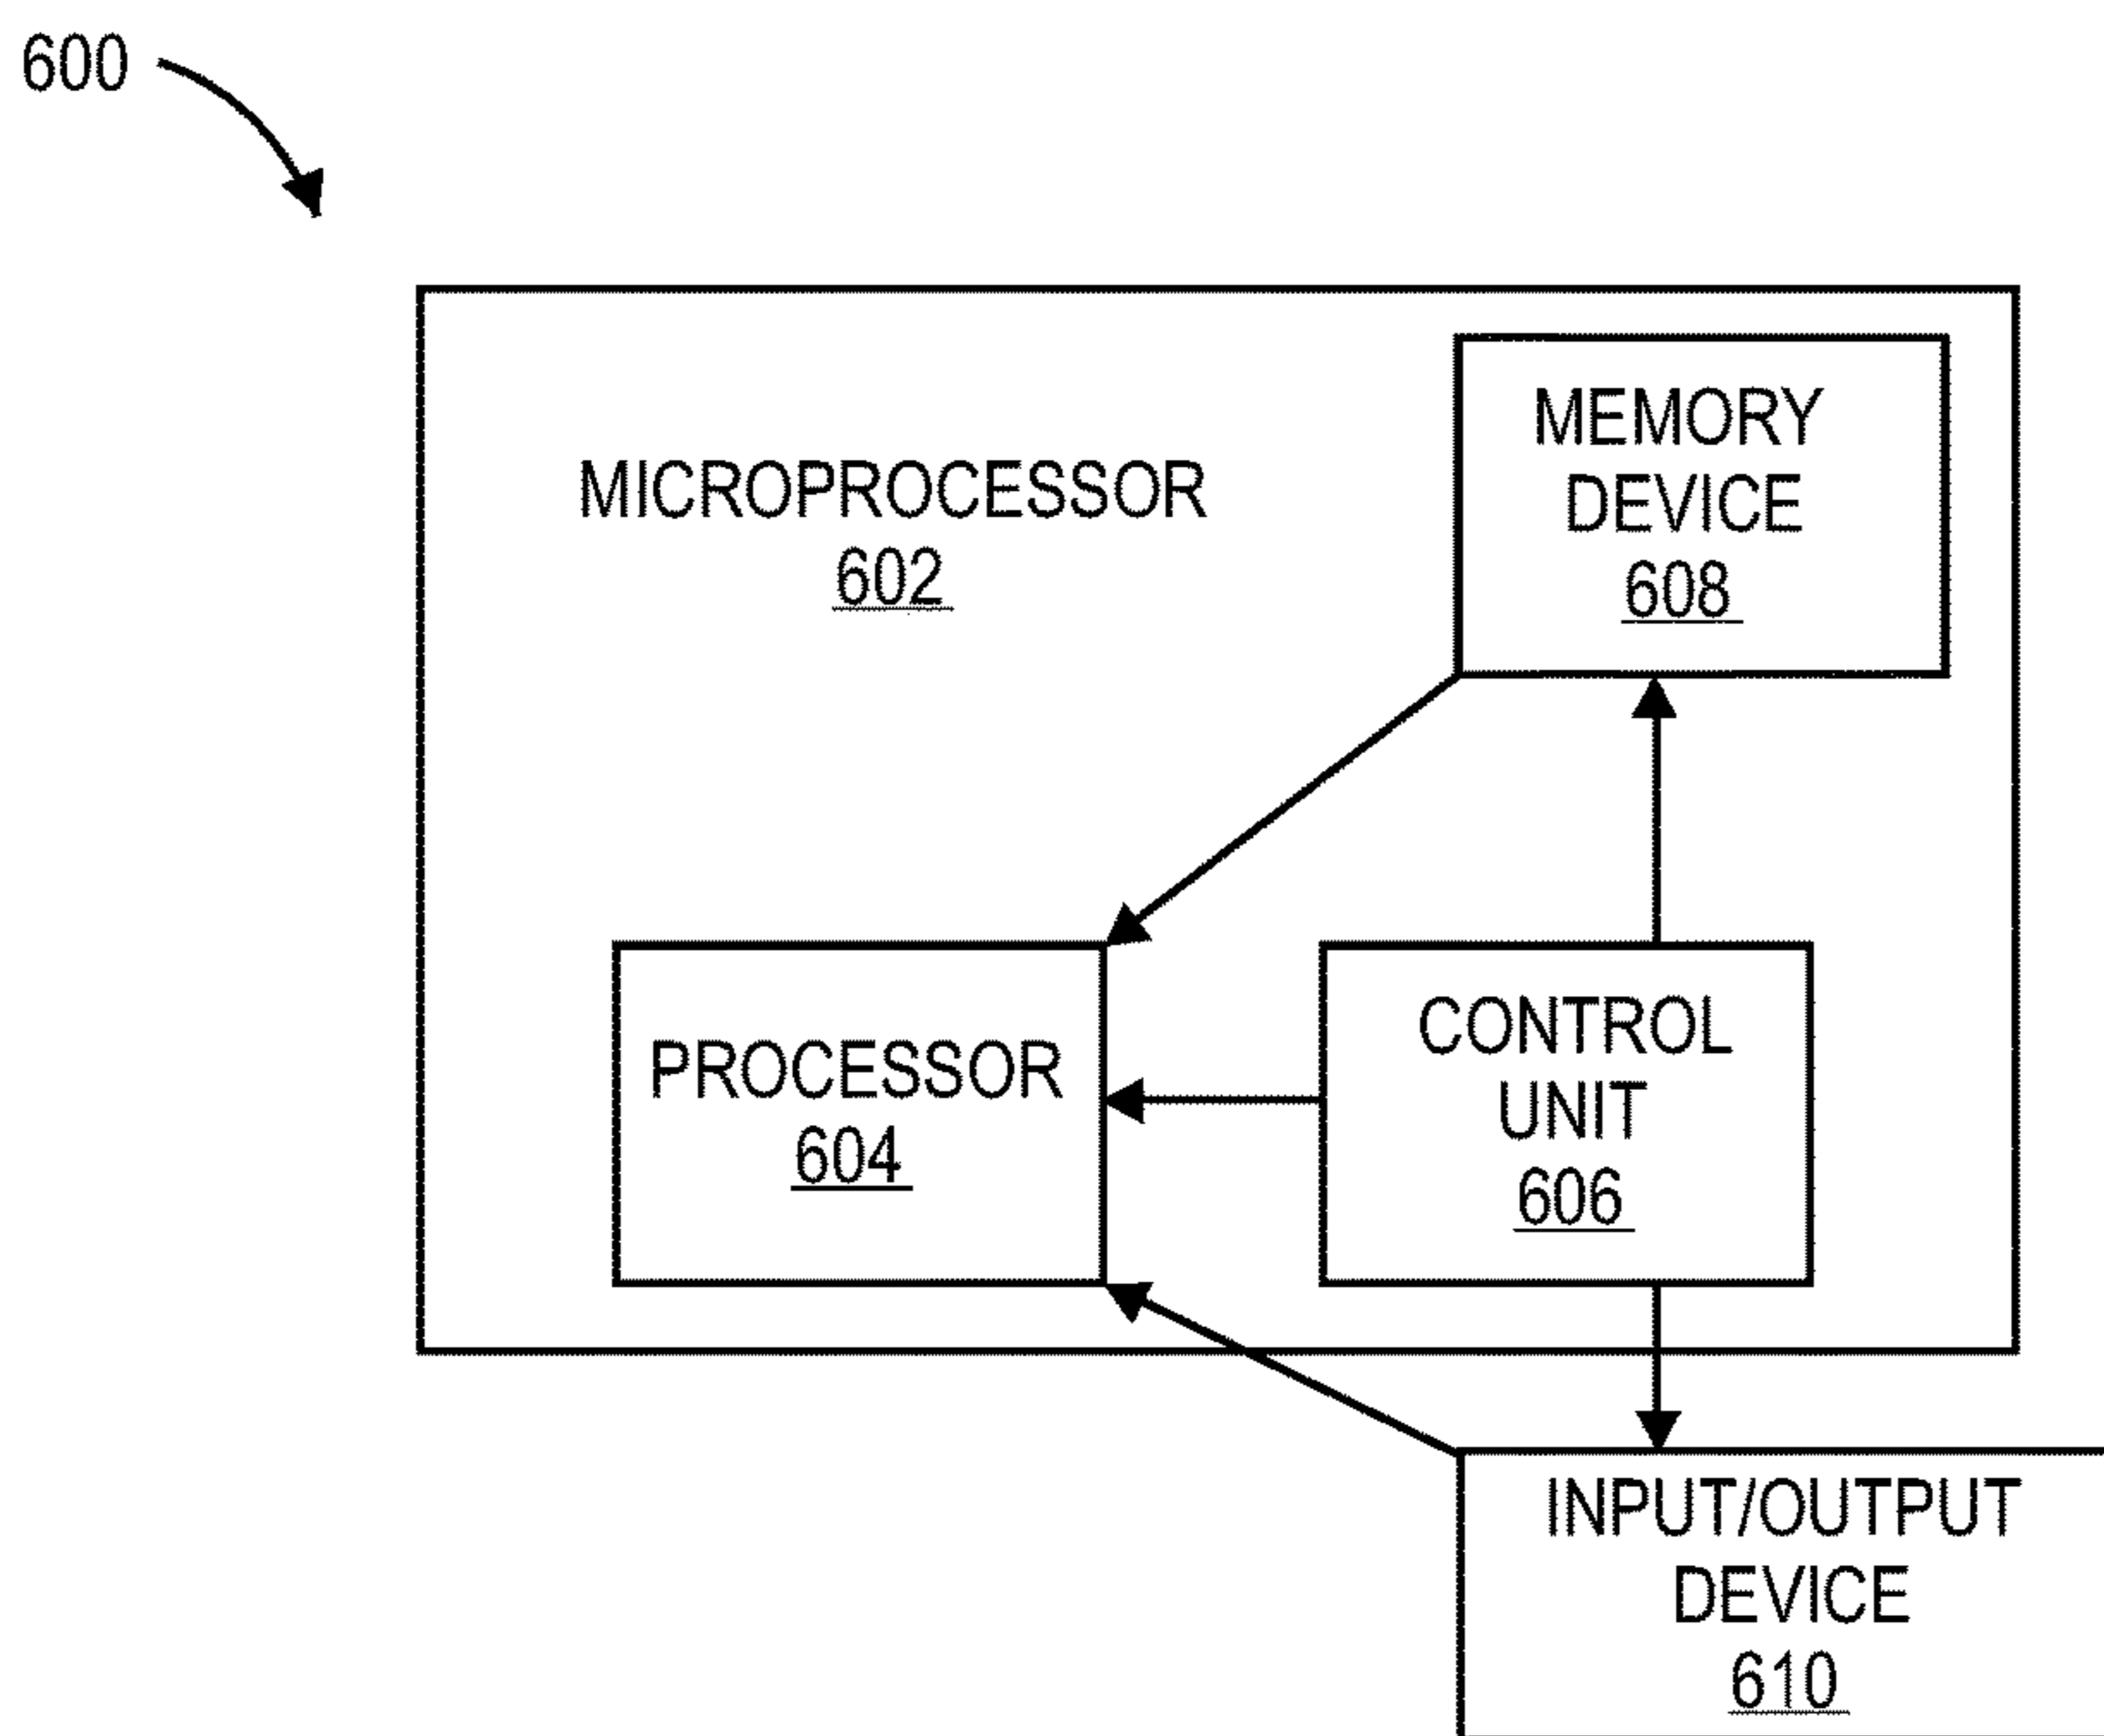 600
MICROPROCESSOR
602
MEMORY
DEVICE
608
PROCESSOR
604
CONTROL
UNIT
606
INPUT/OUTPUT
DEVICE
610